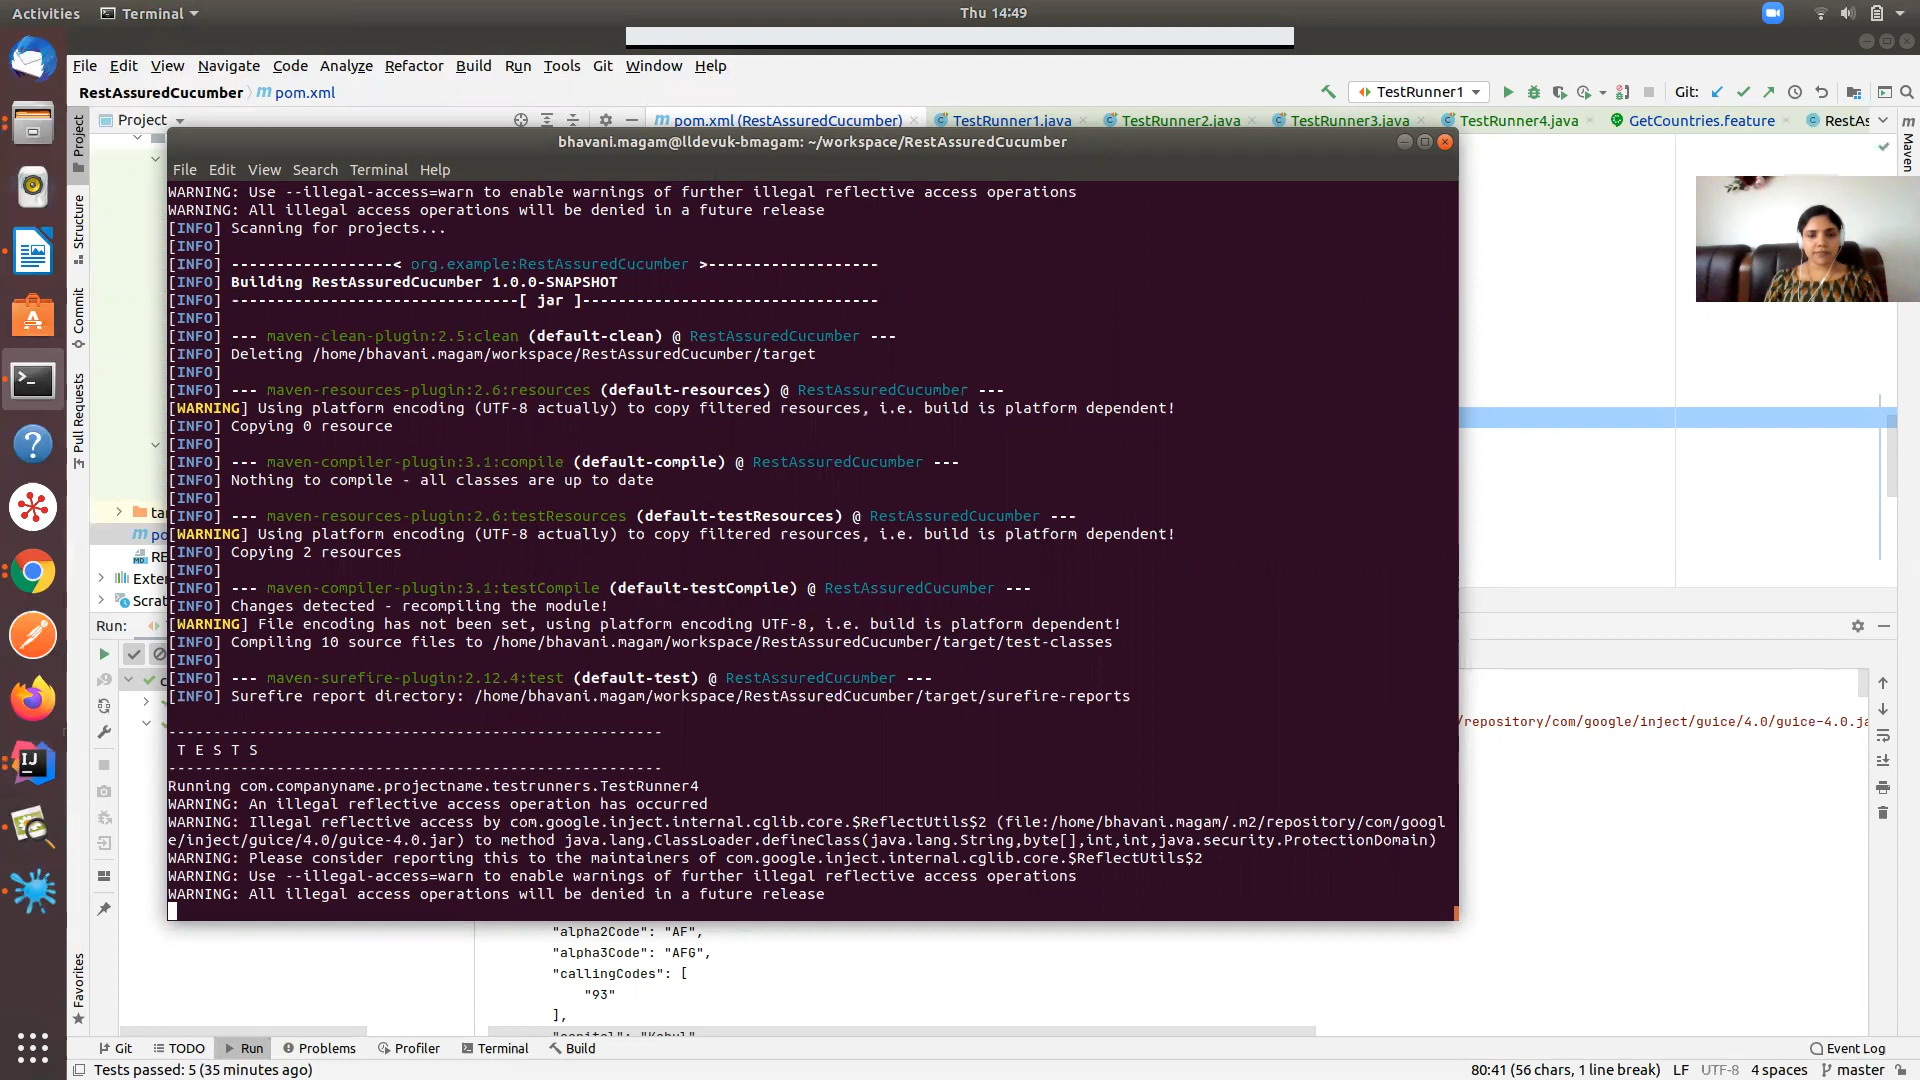 Activities Terminal Thu 14:49
File Edit View Navigate Code Analyze Refactor Build Run Tools Git Window Help
RestAssuredCucumber pom.xml TestRunner1 Git:
Project pom.xml (RestAssuredCucumber) TestRunner1.java TestRunner2.java TestRunner3.java TestRunner4.java GetCountries.feature RestAs
Project
Structure
Commit
Pull Requests
Favorites
Maven
bhavani.magam@lldevuk-bmagam: ~/workspace/RestAssuredCucumber
File Edit View Search Terminal Help
WARNING: Use --illegal-access=warn to enable warnings of further illegal reflective access operations
WARNING: All illegal access operations will be denied in a future release
[INFO] Scanning for projects...
[INFO]
[INFO] ------------------< org.example:RestAssuredCucumber >-------------------
[INFO] Building RestAssuredCucumber 1.0.0-SNAPSHOT
[INFO] --------------------------------[ jar ]---------------------------------
[INFO]
[INFO] --- maven-clean-plugin:2.5:clean (default-clean) @ RestAssuredCucumber ---
[INFO] Deleting /home/bhavani.magam/workspace/RestAssuredCucumber/target
[INFO]
[INFO] --- maven-resources-plugin:2.6:resources (default-resources) @ RestAssuredCucumber ---
[WARNING] Using platform encoding (UTF-8 actually) to copy filtered resources, i.e. build is platform dependent!
[INFO] Copying 0 resource
[INFO]
[INFO] --- maven-compiler-plugin:3.1:compile (default-compile) @ RestAssuredCucumber ---
[INFO] Nothing to compile - all classes are up to date
[INFO]
[INFO] --- maven-resources-plugin:2.6:testResources (default-testResources) @ RestAssuredCucumber ---
[WARNING] Using platform encoding (UTF-8 actually) to copy filtered resources, i.e. build is platform dependent!
[INFO] Copying 2 resources
[INFO]
[INFO] --- maven-compiler-plugin:3.1:testCompile (default-testCompile) @ RestAssuredCucumber ---
[INFO] Changes detected - recompiling the module!
[WARNING] File encoding has not been set, using platform encoding UTF-8, i.e. build is platform dependent!
[INFO] Compiling 10 source files to /home/bhavani.magam/workspace/RestAssuredCucumber/target/test-classes
[INFO]
[INFO] --- maven-surefire-plugin:2.12.4:test (default-test) @ RestAssuredCucumber ---
[INFO] Surefire report directory: /home/bhavani.magam/workspace/RestAssuredCucumber/target/surefire-reports
-------------------------------------------------------
T E S T S
-------------------------------------------------------
Running com.companyname.projectname.testrunners.TestRunner4
WARNING: An illegal reflective access operation has occurred
WARNING: Illegal reflective access by com.google.inject.internal.cglib.core.$ReflectUtils$2 (file:/home/bhavani.magam/.m2/repository/com/googl
e/inject/guice/4.0/guice-4.0.jar) to method java.lang.ClassLoader.defineClass(java.lang.String,byte[],int,int,java.security.ProtectionDomain)
WARNING: Please consider reporting this to the maintainers of com.google.inject.internal.cglib.core.$ReflectUtils$2
WARNING: Use --illegal-access=warn to enable warnings of further illegal reflective access operations
WARNING: All illegal access operations will be denied in a future release
tar
po
RE
Exter
Scrat
Run:
/repository/com/google/inject/guice/4.0/guice-4.0.ja
"alpha2Code": "AF",
"alpha3Code": "AFG",
"callingCodes": [
"93"
],
Git TODO Run Problems Profiler Terminal Build Event Log
Tests passed: 5 (35 minutes ago) 80:41 (56 chars, 1 line break) LF UTF-8 4 spaces master